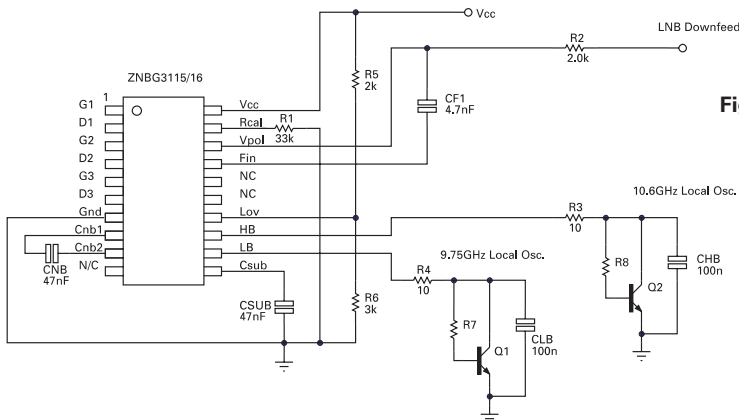 Vcc
LNB Downfeed
R2
2.0k
ZNBG3115/16
R5
2k
CF1
4.7nF
Fi
1
G1
D1
G2
D2
G3
D3
Gnd
Cnb1
Cnb2
N/C
Vcc
Rcal
Vpol
Fin
NC
NC
Lov
HB
LB
Csub
R1
33k
CNB
47nF
CSUB
47nF
R6
3k
10.6GHz Local Osc.
R3
10
R8
Q2
CHB
100n
9.75GHz Local Osc.
R4
10
R7
Q1
CLB
100n